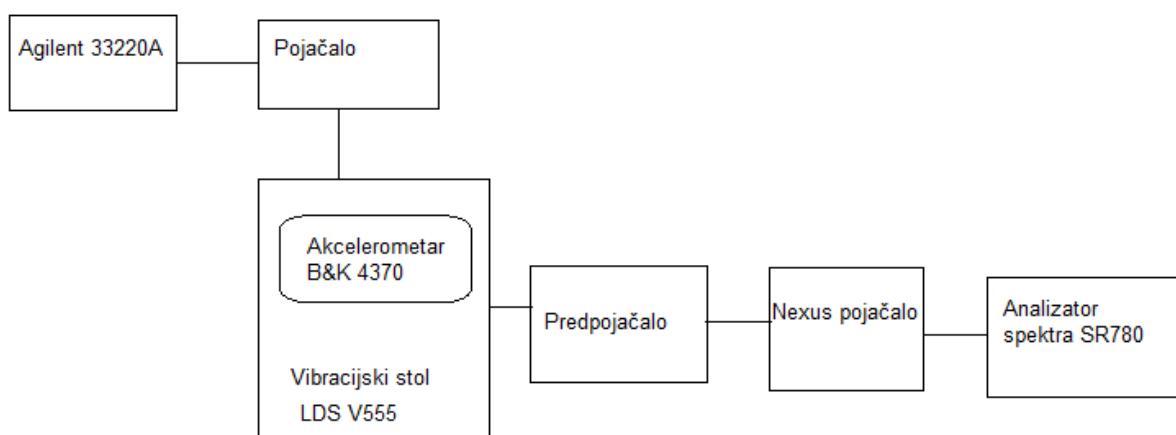 Agilent 33220A
Pojačalo
Akcelerometar
B&K 4370
Vibracijski stol
LDS V555
Predpojačalo
Nexus pojačalo
Analizator
spektra SR780